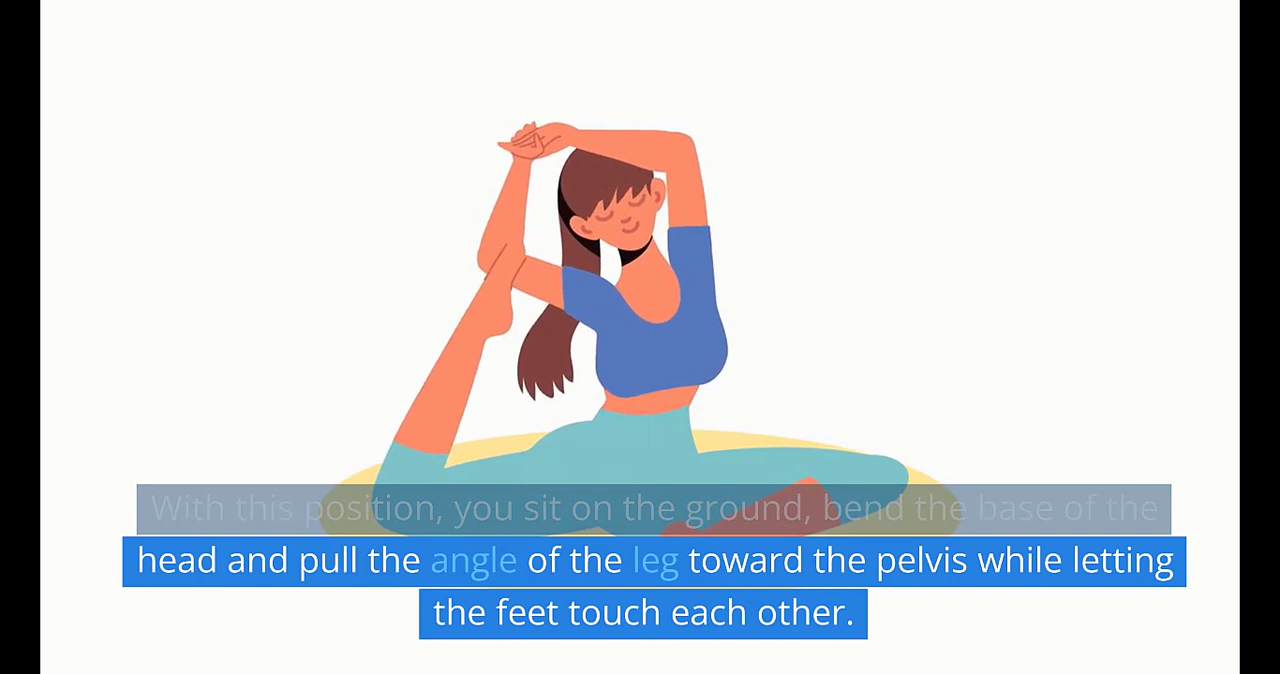 With this position, you sit on the ground, bend the base of the
head and pull the angle of the leg toward the pelvis while letting
the feet touch each other.